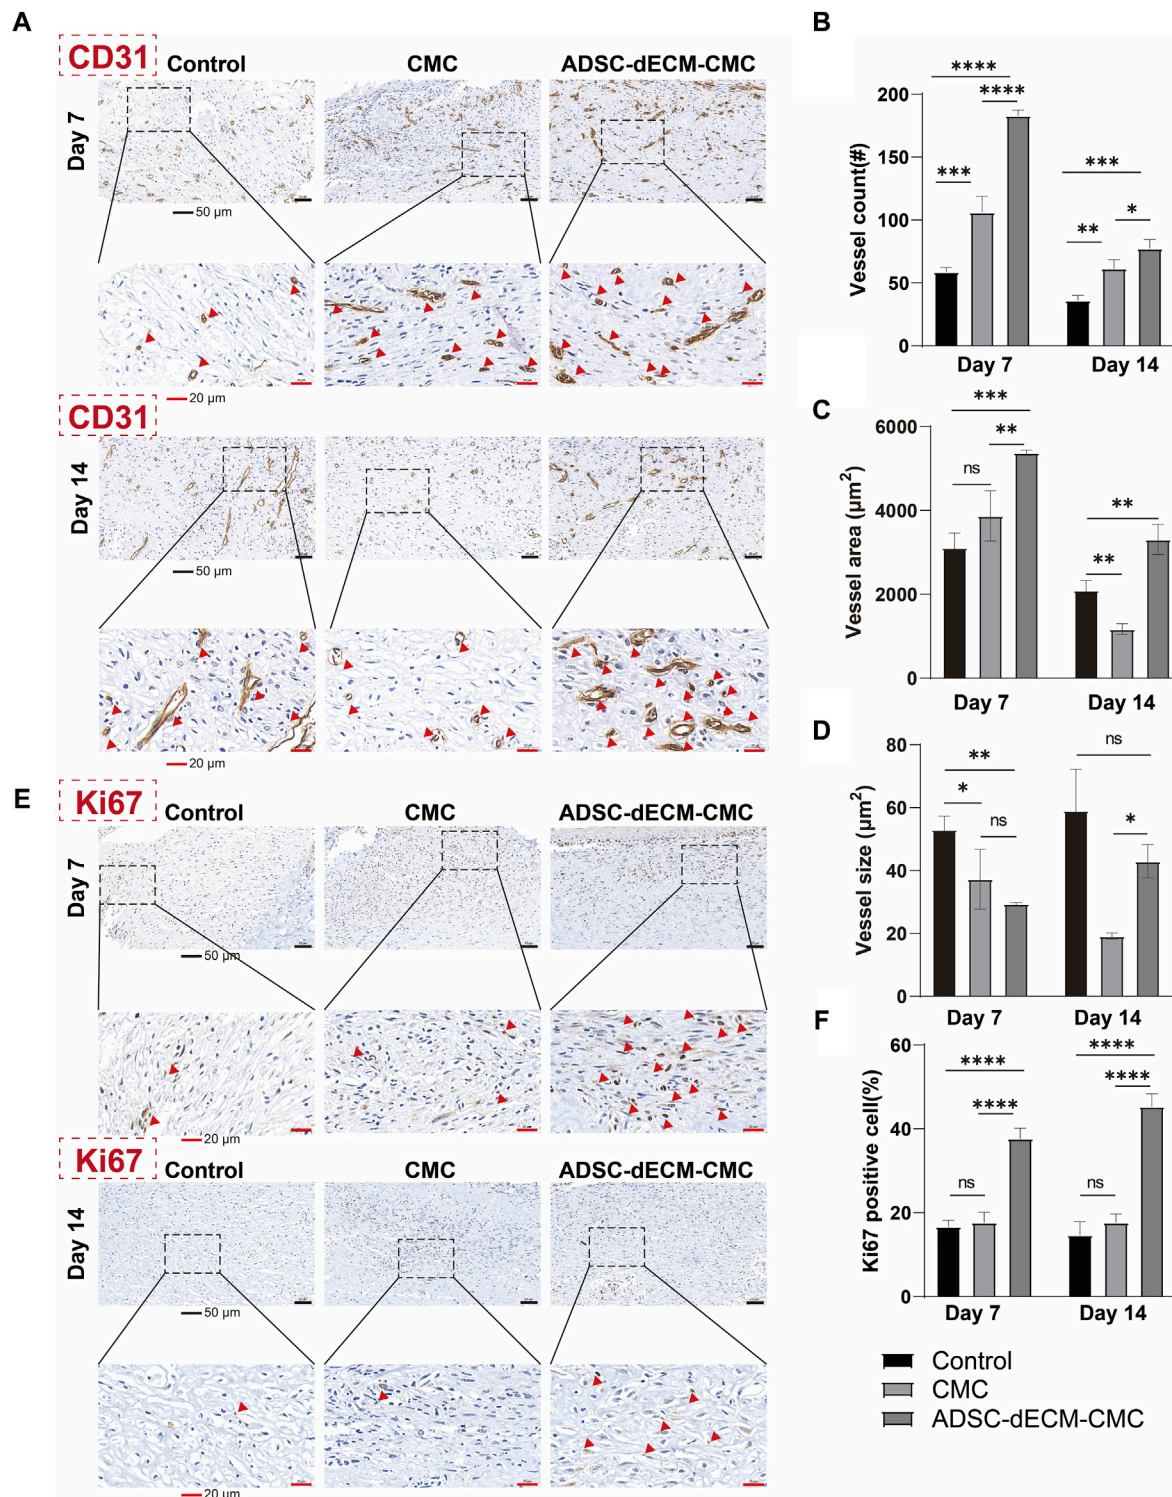 A
CD31
Control
CMC
ADSC-dECM-CMC
Day 7
50 µm
20 µm
CD31
Day 14
50 µm
20 µm
E
Ki67
Control
CMC
ADSC-dECM-CMC
Day 7
50 µm
20 µm
Ki67
Control
CMC
ADSC-dECM-CMC
Day 14
50 µm
20 µm
B
Vessel count(#)
200
150
100
50
0
****
****
***
***
**
*
Day 7
Day 14
C
Vessel area (µm²)
6000
4000
2000
0
***
**
ns
**
**
Day 7
Day 14
D
Vessel size (µm²)
80
60
40
20
0
**
*
ns
ns
*
Day 7
Day 14
F
Ki67 positive cell(%)
60
40
20
0
****
****
ns
****
****
ns
Day 7
Day 14
Control
CMC
ADSC-dECM-CMC